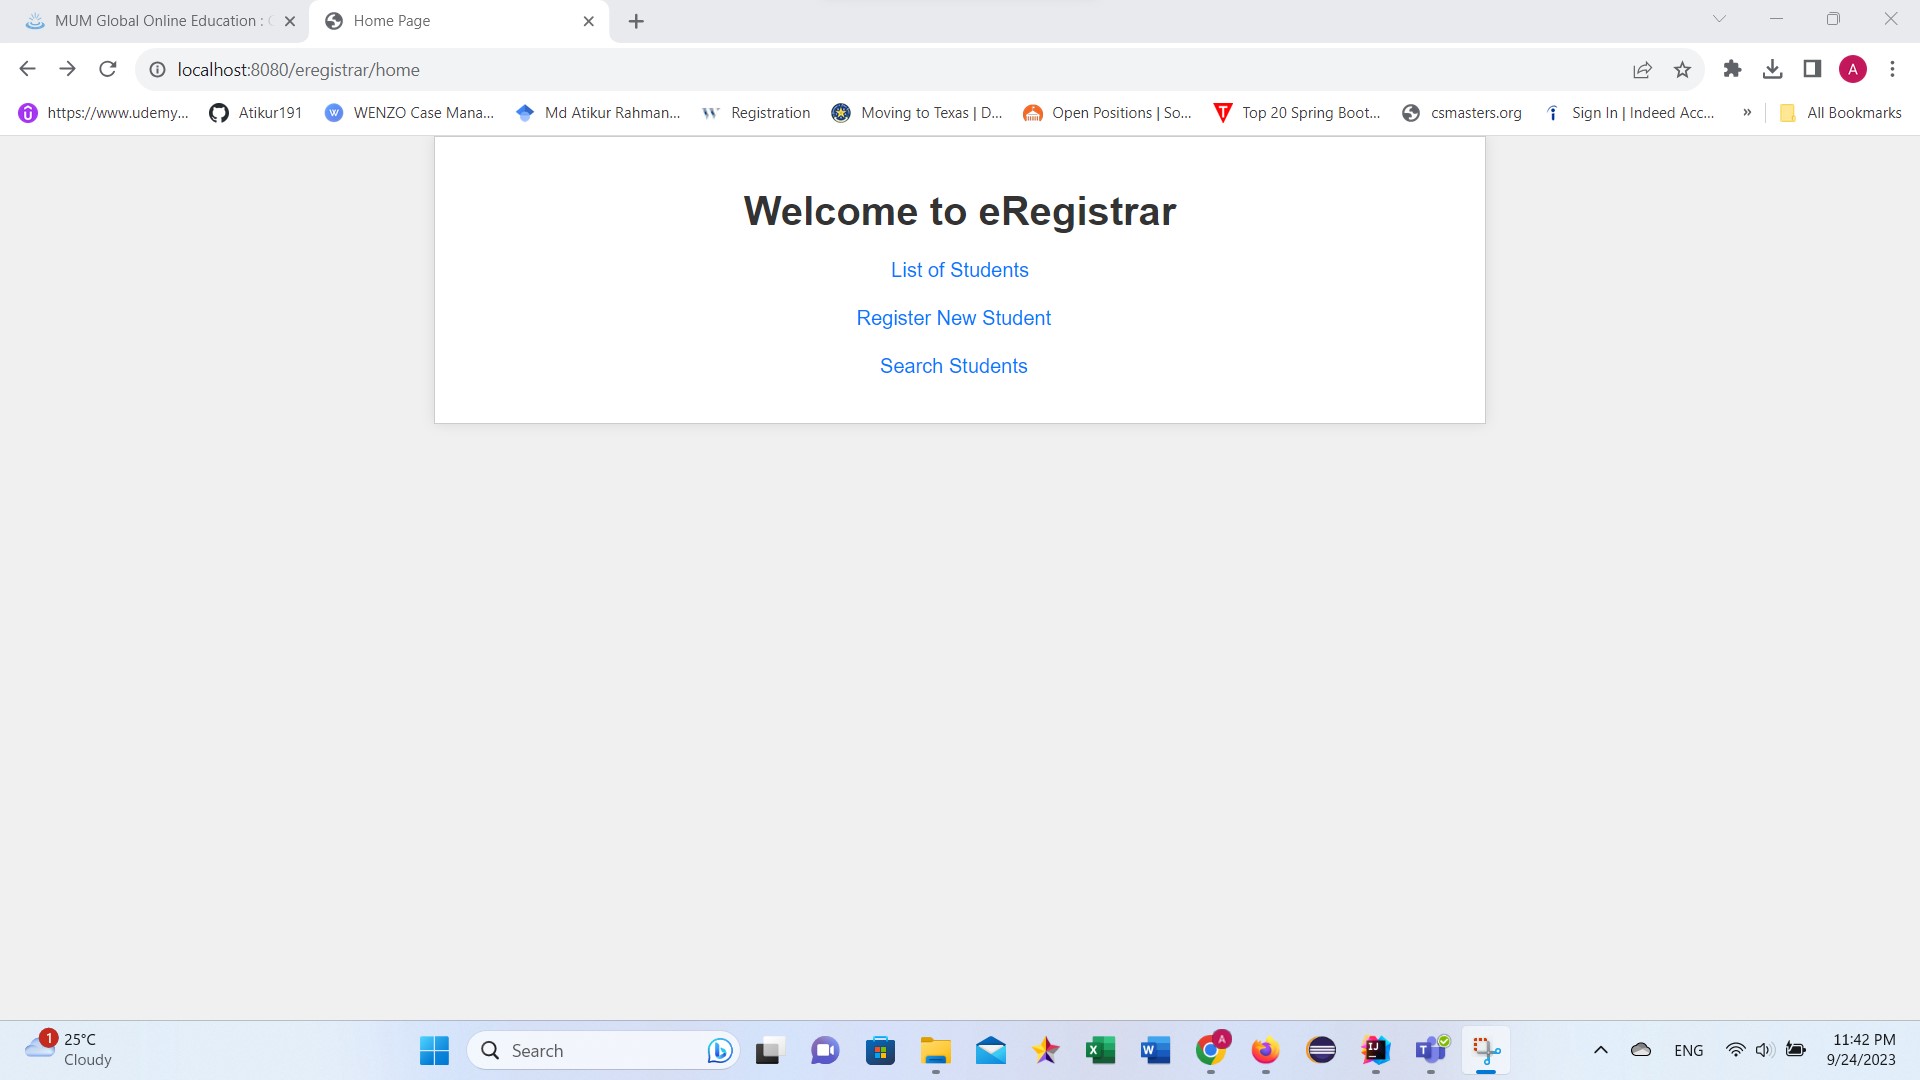 MUM Global Online Education :
Home Page
localhost:8080/eregistrar/home
A
https://www.udemy...
Atikur191
WENZO Case Mana...
Md Atikur Rahman...
Registration
Moving to Texas | D...
Open Positions | So...
Top 20 Spring Boot...
csmasters.org
Sign In | Indeed Acc...
»
All Bookmarks
Welcome to eRegistrar
List of Students
Register New Student
Search Students
1
25°C
Cloudy
Search
A
ENG
11:42 PM
9/24/2023